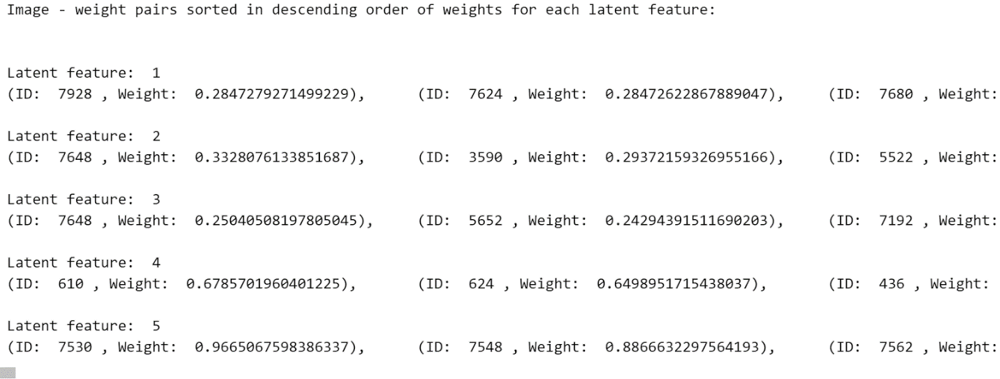 Image - weight pairs sorted in descending order of weights for each latent feature:
Latent feature:  1
(ID:  7928 , Weight:  0.2847279271499229),      (ID:  7624 , Weight:  0.28472622867889047),     (ID:  7680 , Weight:
Latent feature:  2
(ID:  7648 , Weight:  0.3328076133851687),      (ID:  3590 , Weight:  0.29372159326955166),     (ID:  5522 , Weight:
Latent feature:  3
(ID:  7648 , Weight:  0.25040508197805045),     (ID:  5652 , Weight:  0.24294391511690203),     (ID:  7192 , Weight:
Latent feature:  4
(ID:  610 , Weight:  0.6785701960401225),       (ID:  624 , Weight:  0.6498951715438037),       (ID:  436 , Weight:
Latent feature:  5
(ID:  7530 , Weight:  0.9665067598386337),      (ID:  7548 , Weight:  0.8866632297564193),      (ID:  7562 , Weight: